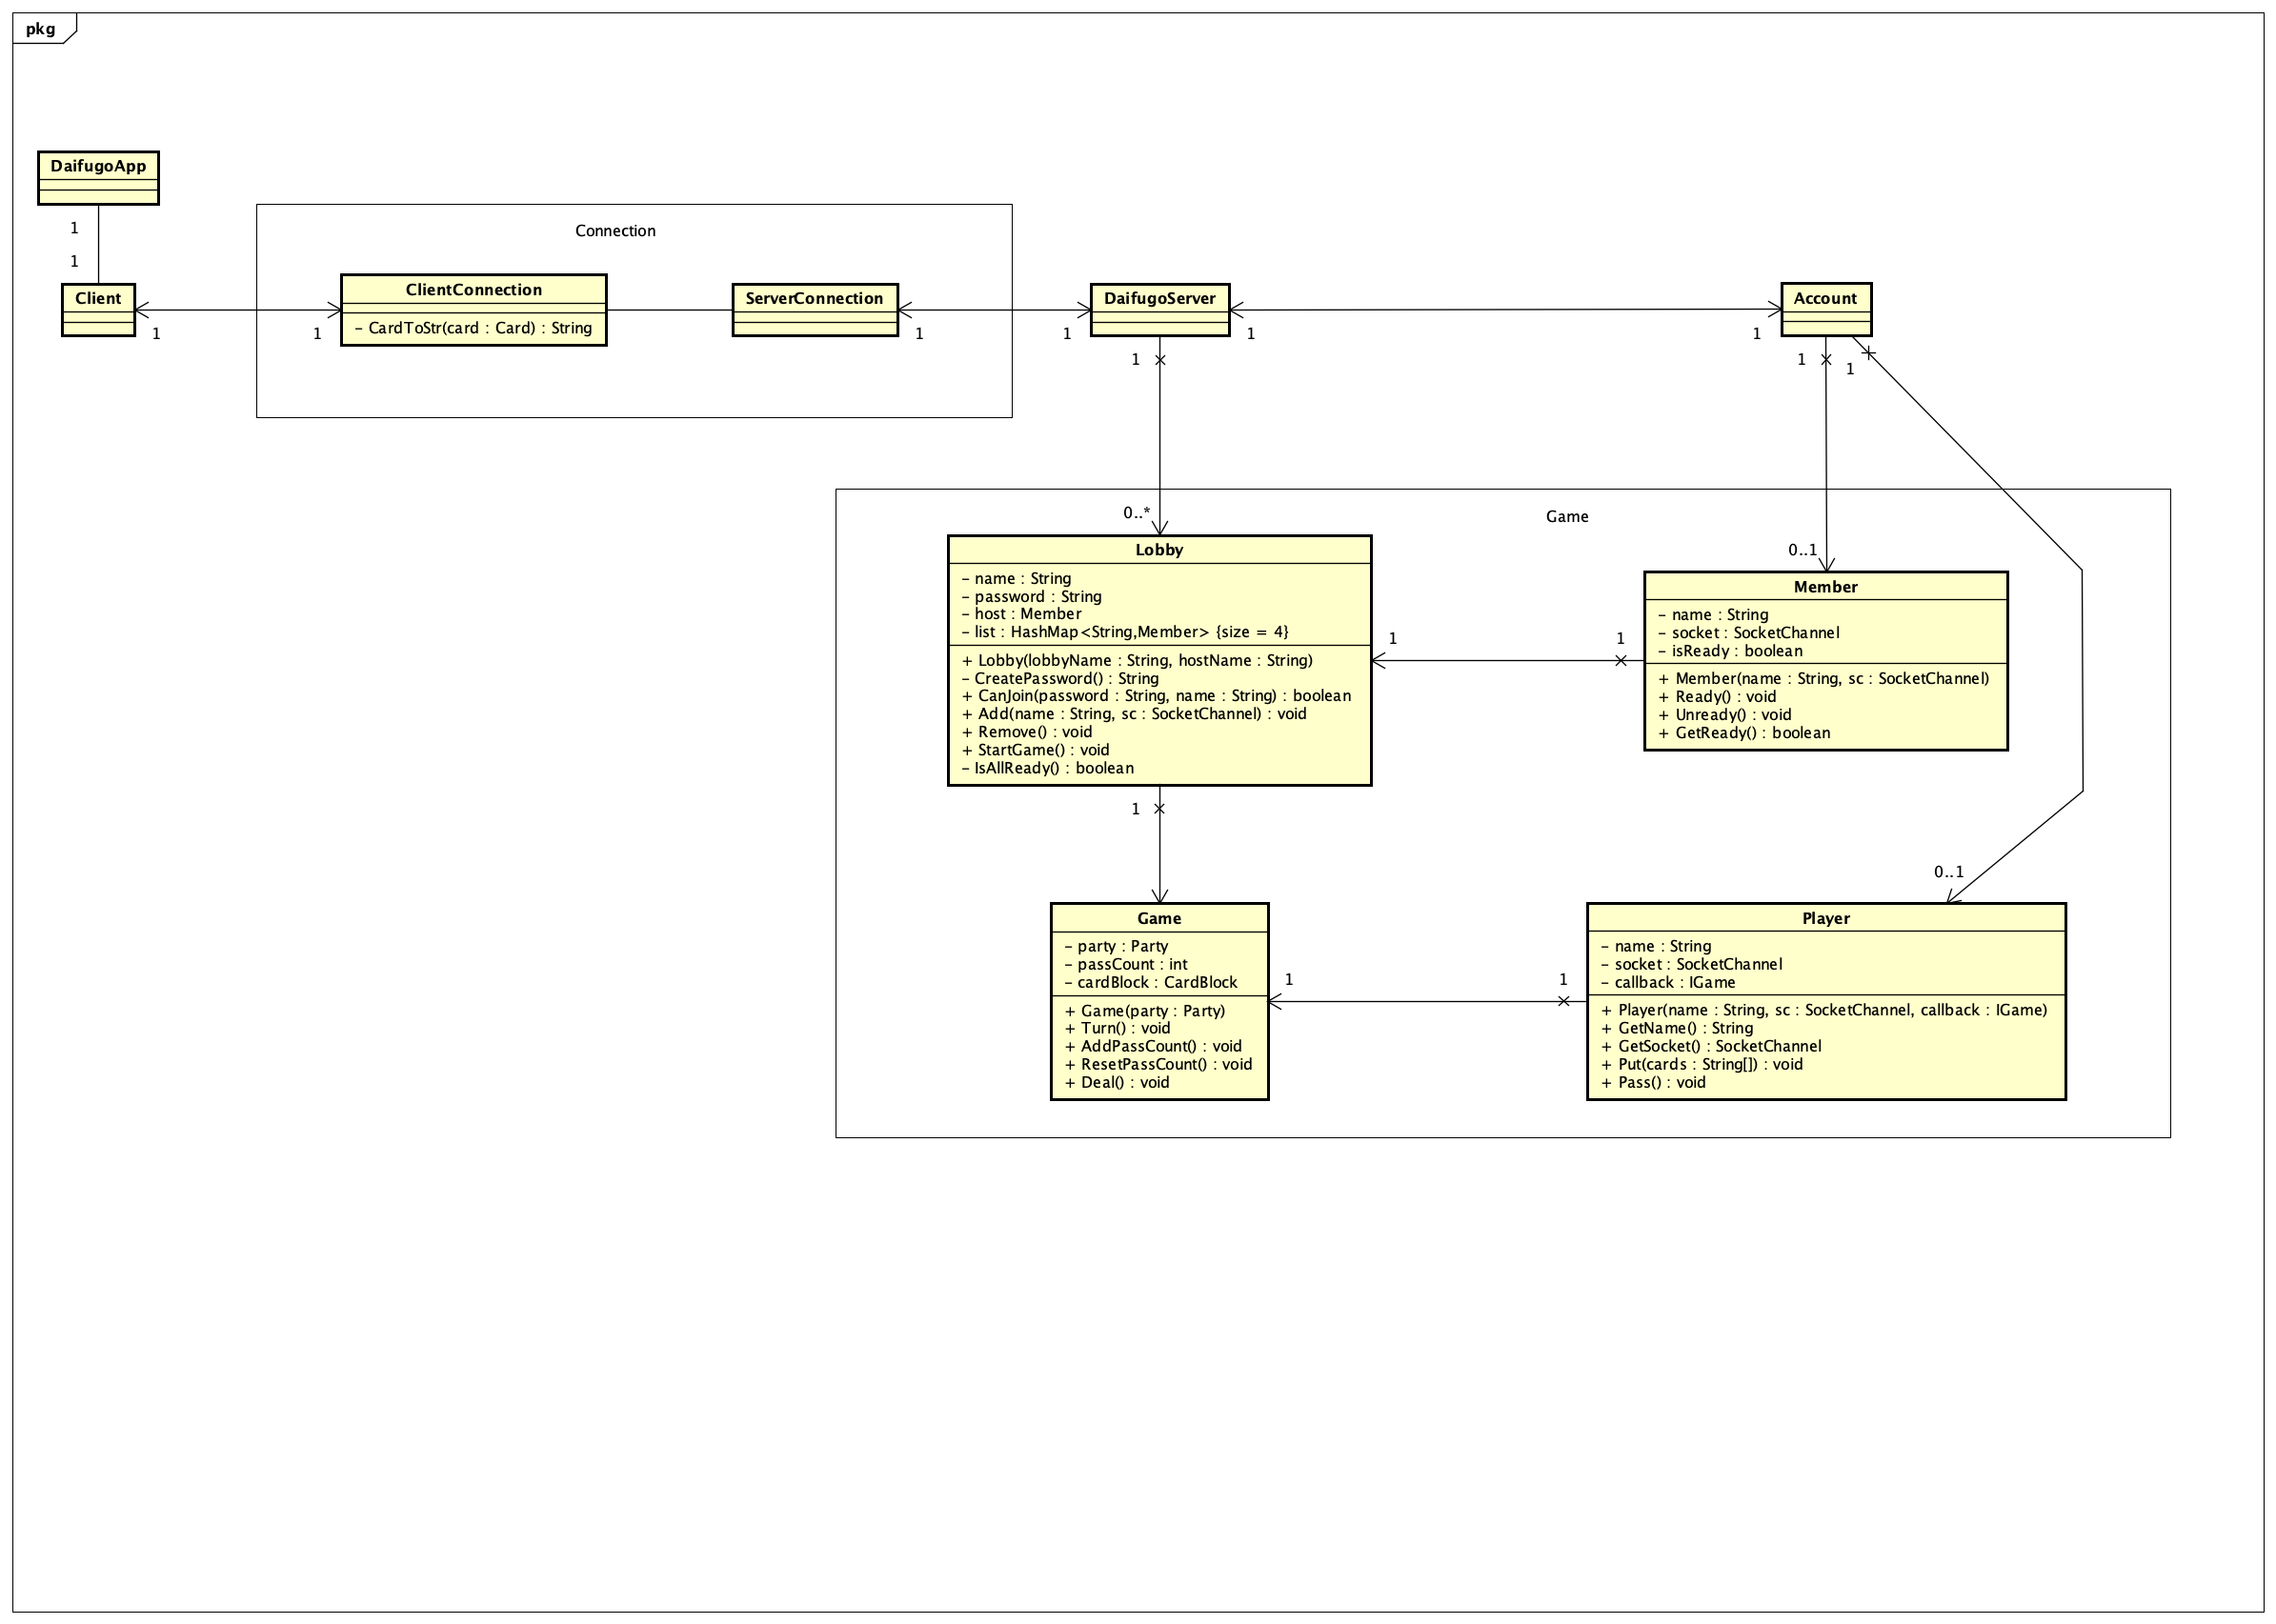 pkg
DaifugoApp
1
1
Connection
Client
1
1
ClientConnection
– CardToStr(card : Card) : String
ServerConnection
1
1
DaifugoServer
1
1
Account
1
1
1
0..*
Game
0..1
Lobby
– name : String
– password : String
– host : Member
– list : HashMap<String,Member> {size = 4}
+ Lobby(lobbyName : String, hostName : String)
– CreatePassword() : String
+ CanJoin(password : String, name : String) : boolean
+ Add(name : String, sc : SocketChannel) : void
+ Remove() : void
+ StartGame() : void
– IsAllReady() : boolean
1
1
Member
– name : String
– socket : SocketChannel
– isReady : boolean
+ Member(name : String, sc : SocketChannel)
+ Ready() : void
+ Unready() : void
+ GetReady() : boolean
1
0..1
Game
– party : Party
– passCount : int
– cardBlock : CardBlock
+ Game(party : Party)
+ Turn() : void
+ AddPassCount() : void
+ ResetPassCount() : void
+ Deal() : void
1
1
Player
– name : String
– socket : SocketChannel
– callback : IGame
+ Player(name : String, sc : SocketChannel, callback : IGame)
+ GetName() : String
+ GetSocket() : SocketChannel
+ Put(cards : String[]) : void
+ Pass() : void